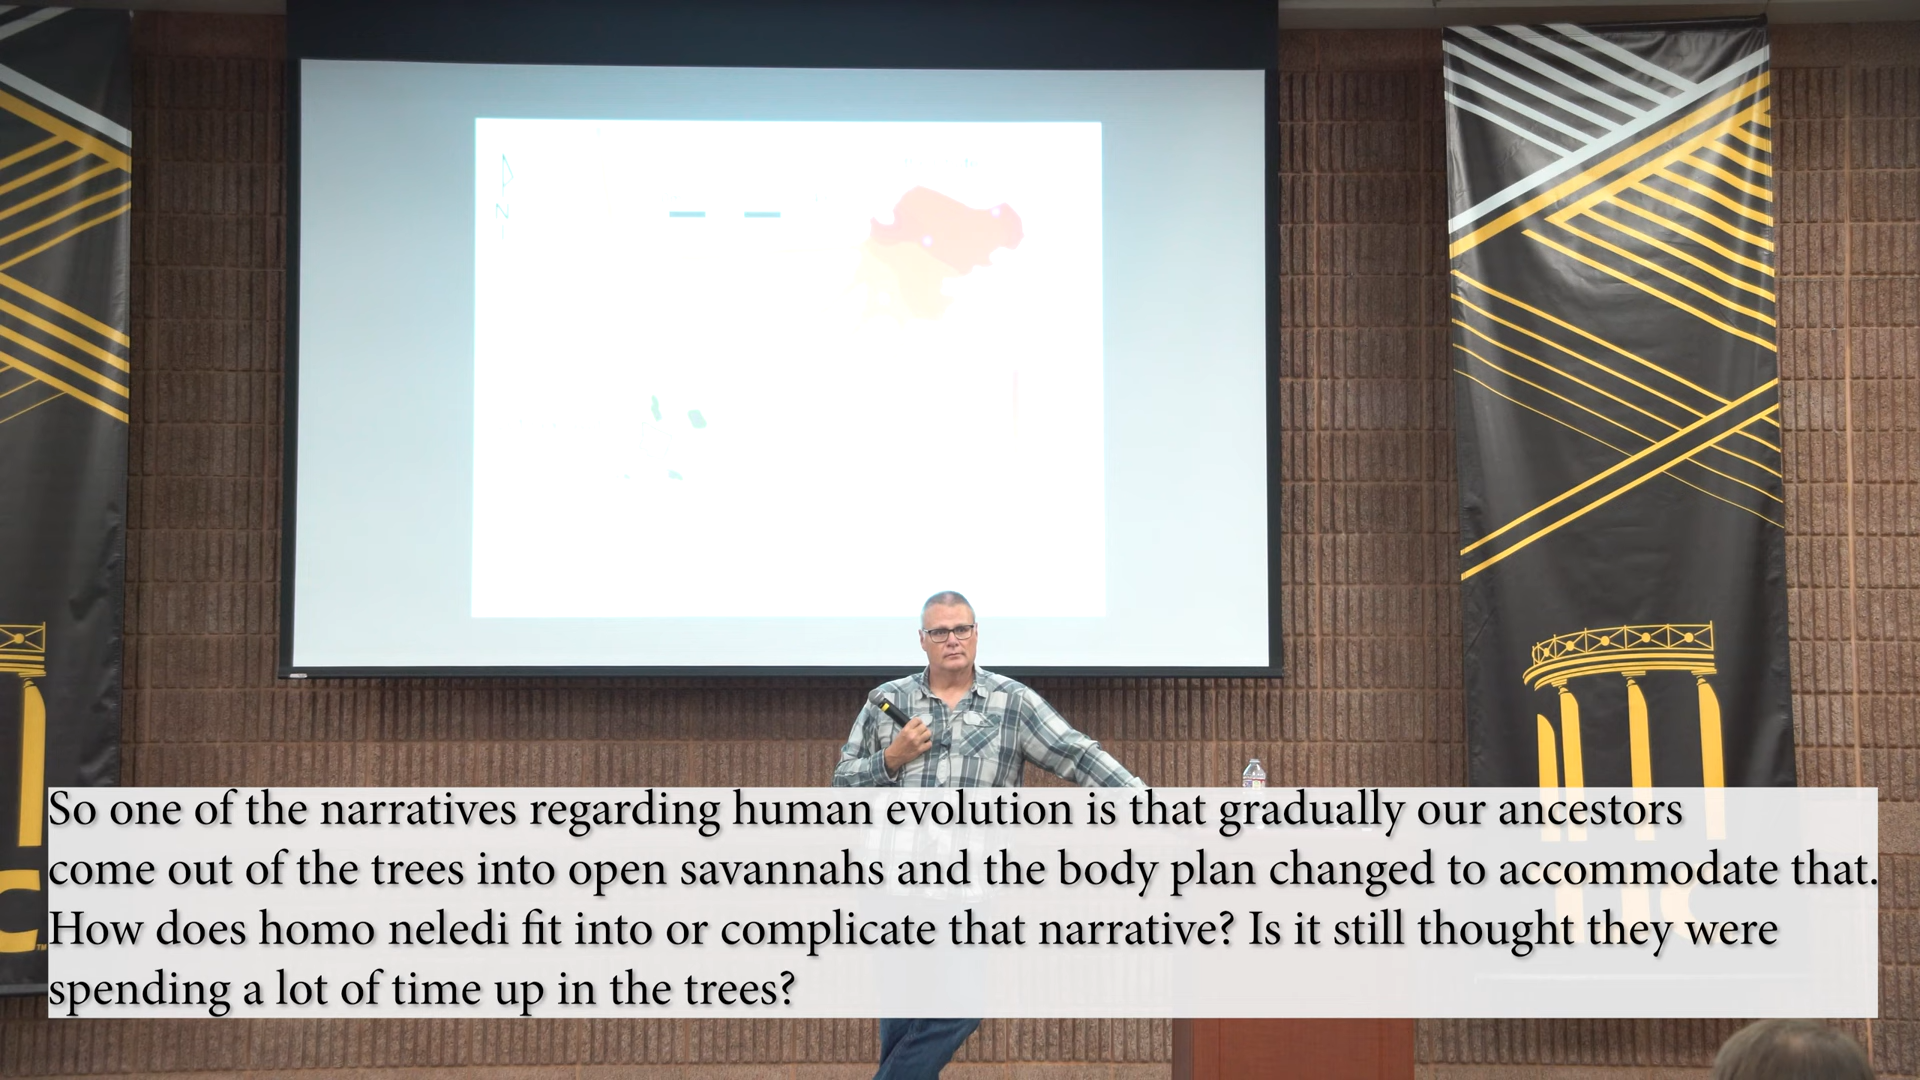 So one of the narratives regarding human evolution is that gradually our ancestors
come out of the trees into open savannahs and the body plan changed to accommodate that.
How does homo neledi fit into or complicate that narrative? Is it still thought they were
spending a lot of time up in the trees?